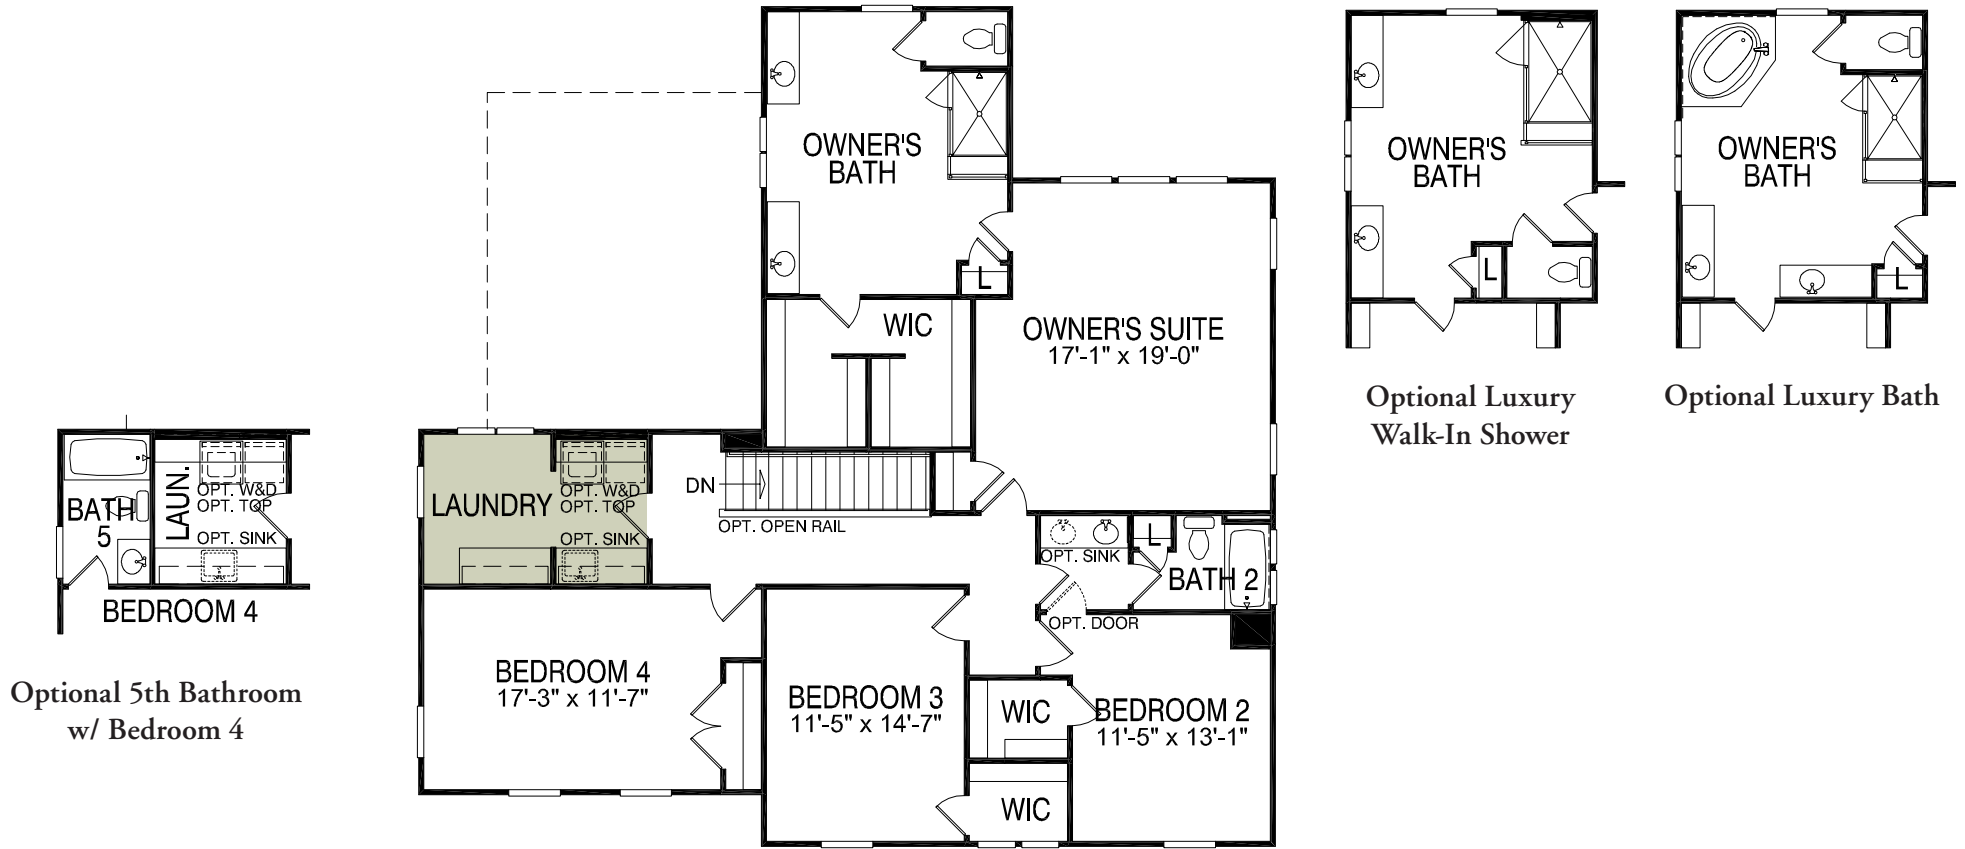 OWNER'S
BATH
L
WIC
OWNER'S SUITE
17'-1" x 19'-0"
LAUNDRY
OPT. W&D
OPT. TOP
OPT. SINK
DN
OPT. OPEN RAIL
OPT. SINK
L
BATH 2
OPT. DOOR
BEDROOM 4
17'-3" x 11'-7"
BEDROOM 3
11'-5" x 14'-7"
WIC
BEDROOM 2
11'-5" x 13'-1"
WIC
BATH
5
LAUN.
OPT. W&D
OPT. TOP
OPT. SINK
BEDROOM 4
Optional 5th Bathroom
w/ Bedroom 4
OWNER'S
BATH
L
Optional Luxury
Walk-In Shower
OWNER'S
BATH
L
Optional Luxury Bath